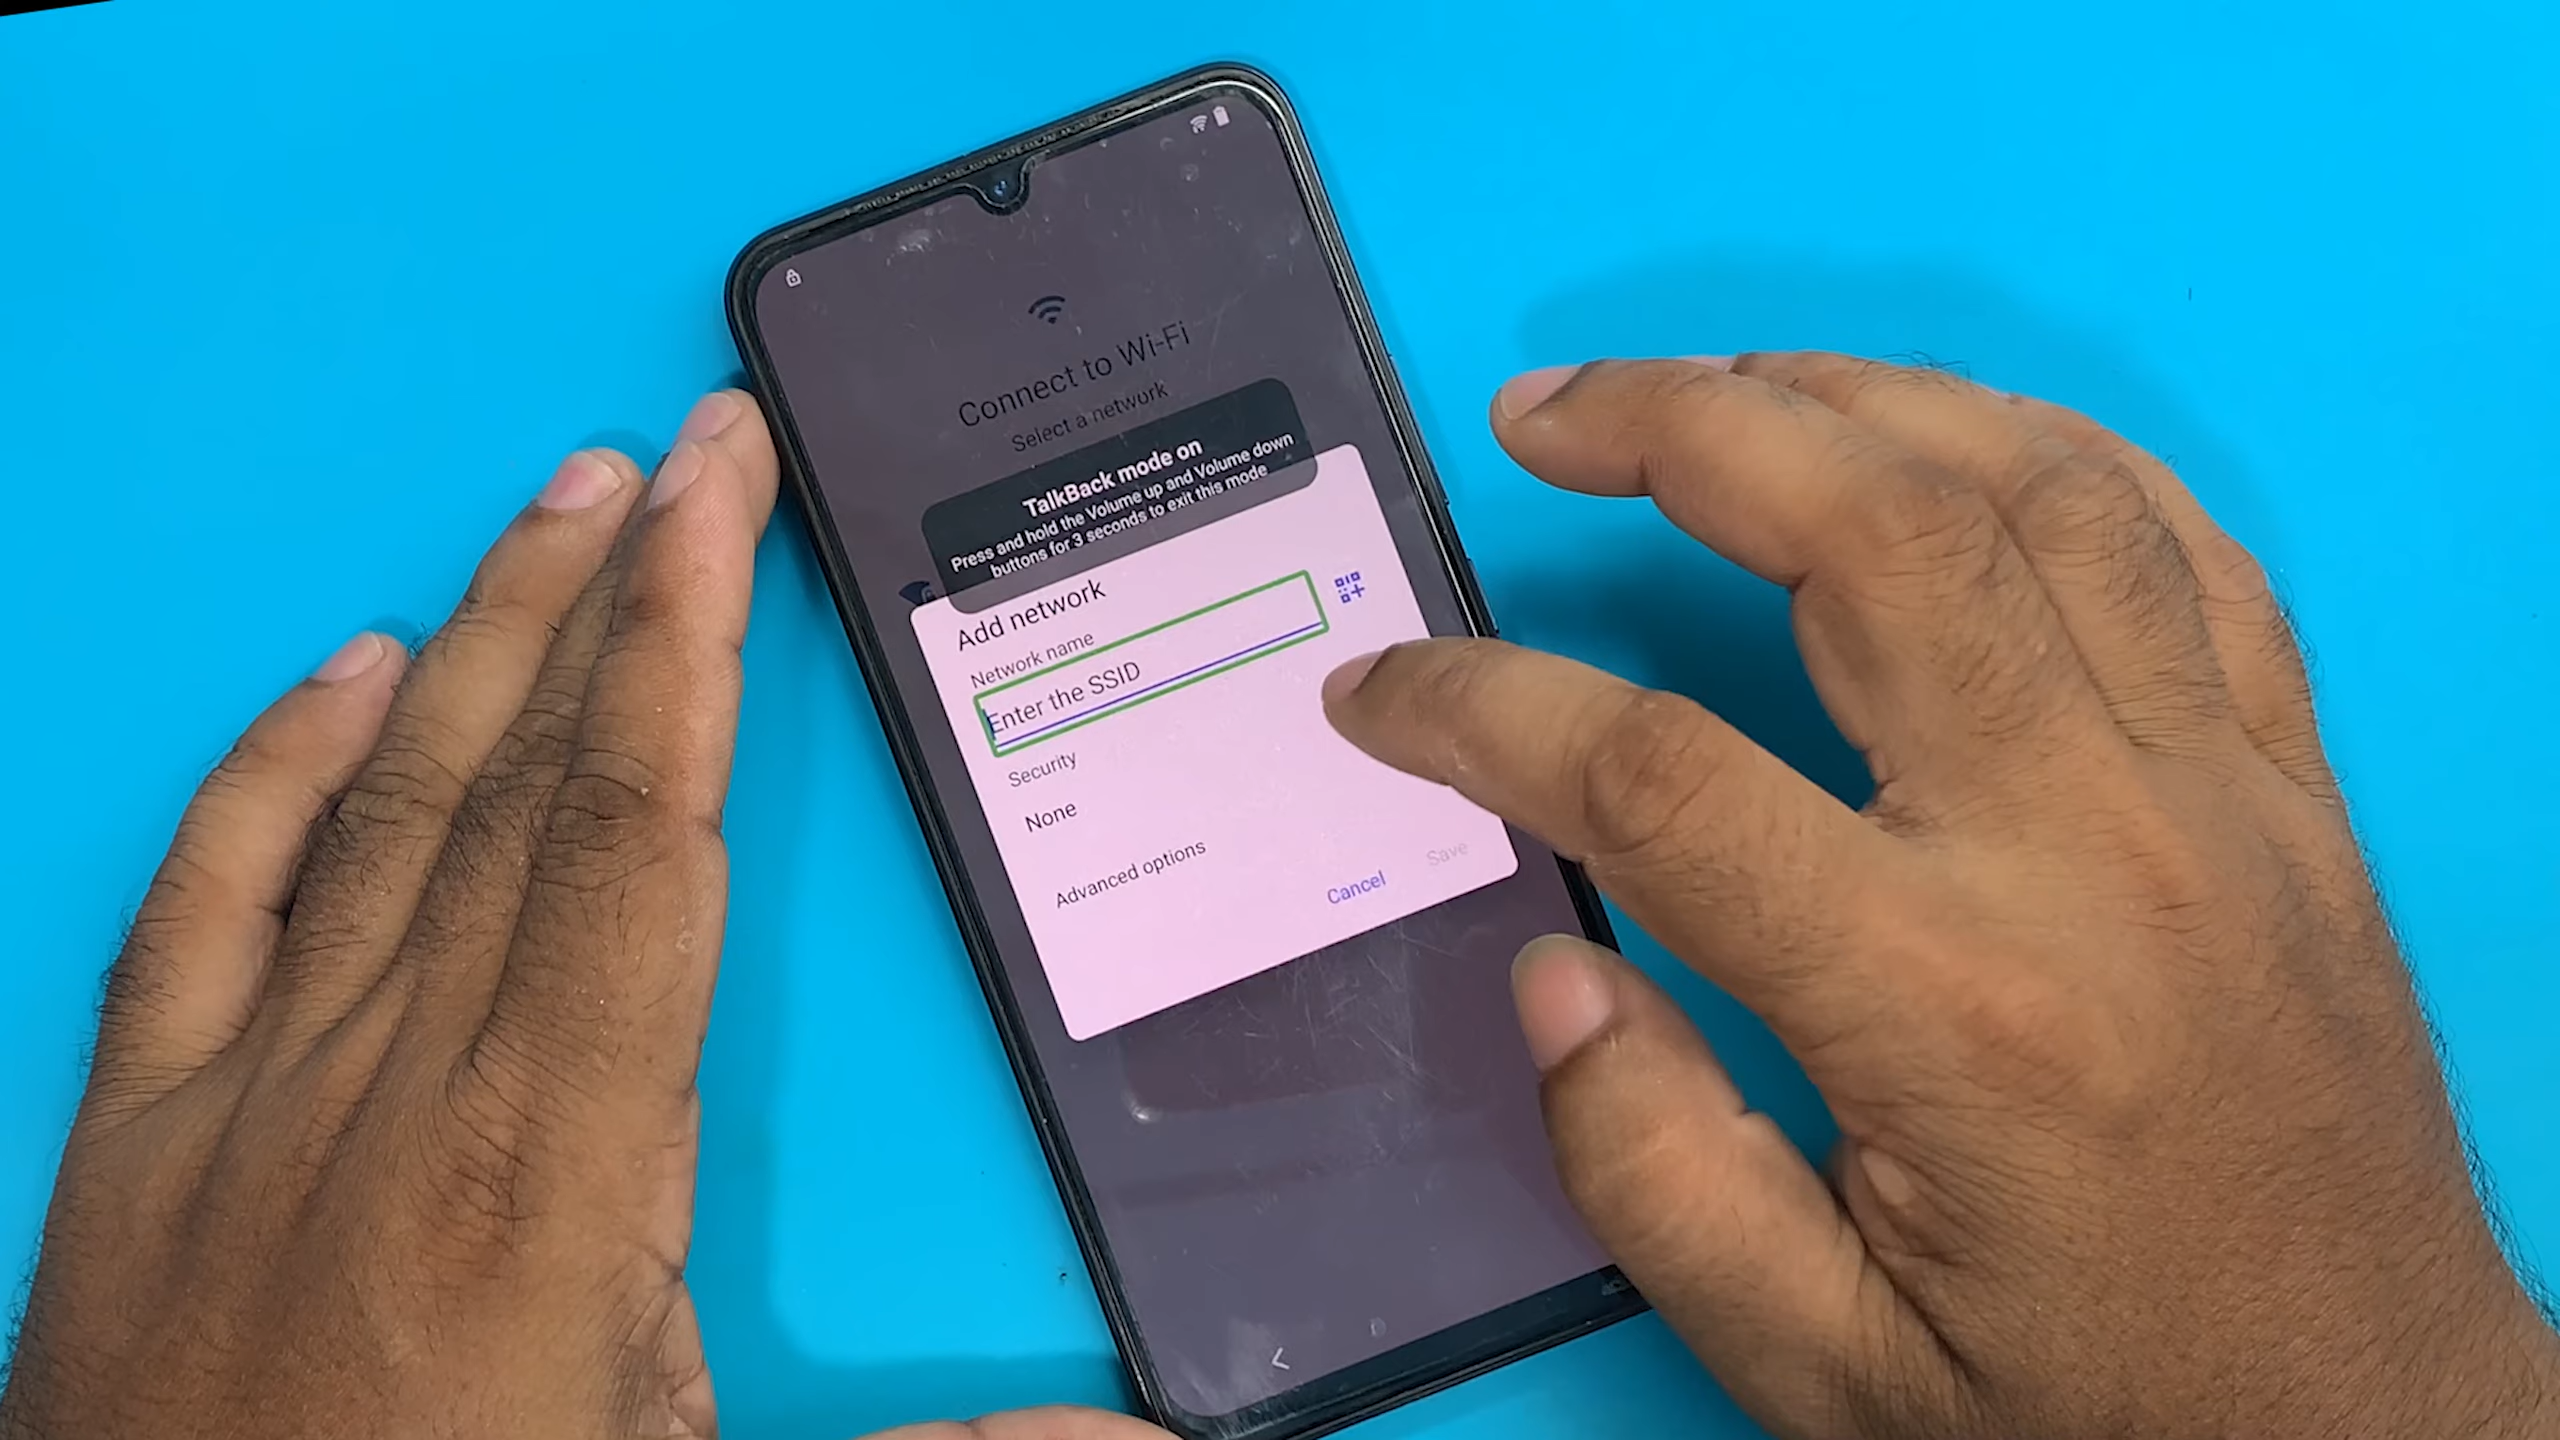 Connect to Wi-Fi
Select a network
TalkBack mode on
Press and hold the Volume up and Volume down
buttons for 3 seconds to exit this mode
Add network
Network name
Enter the SSID
Security
None
Advanced options
Cancel
Save